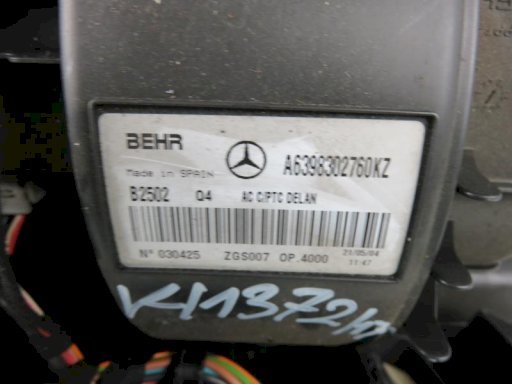 BEHR
A6398302760KZ
Made in SPAIN
B2502 04 AC C/PTC DELAN
Nº 030425 ZGS007 OP.4000
21/05/04
11:47